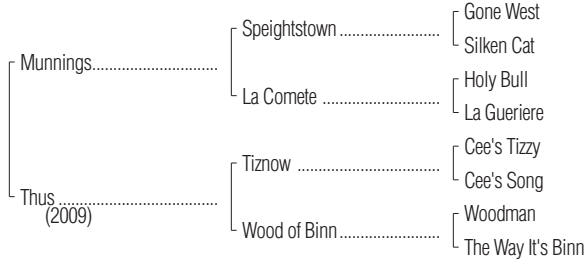 Gone West
Speightstown
Silken Cat
Munnings
Holy Bull
La Comete
La Gueriere
Cee's Tizzy
Tiznow
Cee's Song
Thus
(2009)
Woodman
Wood of Binn
The Way It's Binn